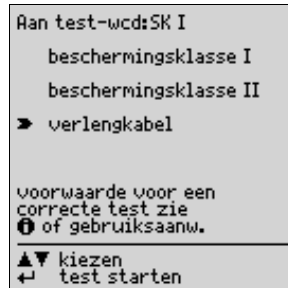 Aan test-wcd:SK I
beschermingsklasse I
beschermingsklasse II
verlengkabel
voorwaarde voor een
correcte test zie
of gebruiksaanw.
kiezen
test starten